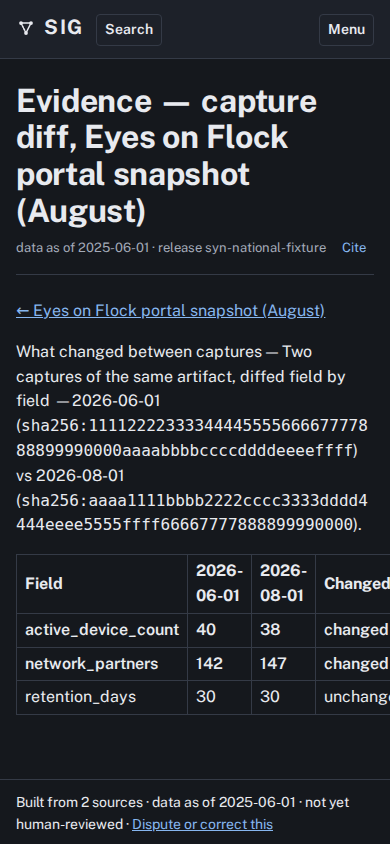 SIG Search Menu
Evidence — capture
diff, Eyes on Flock
portal snapshot
(August)
data as of 2025-06-01 · release syn-national-fixture Cite
← Eyes on Flock portal snapshot (August)
What changed between captures — Two
captures of the same artifact, diffed field by
field — 2026-06-01
(sha256:11112222333344445555666677778
88899990000aaaabbbbccccddddeeeeffff)
vs 2026-08-01
(sha256:aaaa1111bbbb2222cccc3333dddd4
444eeee5555ffff66667777888899990000).
Field 2026-06-01 2026-08-01 Changed
active_device_count 40 38 changed
network_partners 142 147 changed
retention_days 30 30 unchang
Built from 2 sources · data as of 2025-06-01 · not yet
human-reviewed · Dispute or correct this